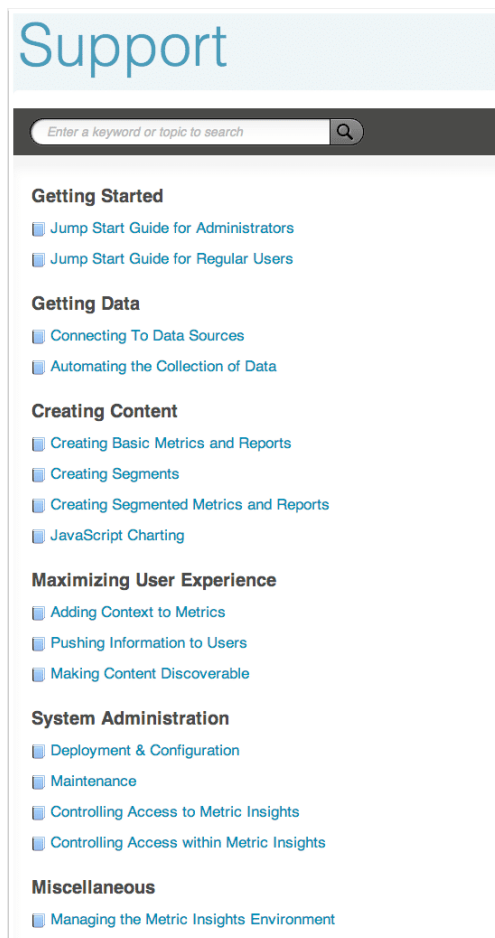 Support
Enter a keyword or topic to search
Getting Started
Jump Start Guide for Administrators
Jump Start Guide for Regular Users
Getting Data
Connecting To Data Sources
Automating the Collection of Data
Creating Content
Creating Basic Metrics and Reports
Creating Segments
Creating Segmented Metrics and Reports
JavaScript Charting
Maximizing User Experience
Adding Context to Metrics
Pushing Information to Users
Making Content Discoverable
System Administration
Deployment & Configuration
Maintenance
Controlling Access to Metric Insights
Controlling Access within Metric Insights
Miscellaneous
Managing the Metric Insights Environment